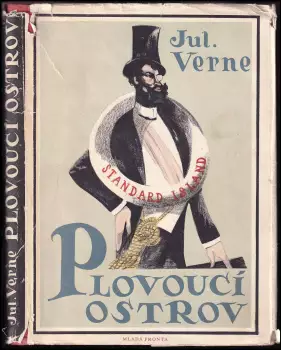 Jul. Verne PLOVOUCÍ OSTROV
Jul.
Verne
STANDARD ISLAND
PLOVOUCÍ
OSTROV
MLADÁ FRONTA